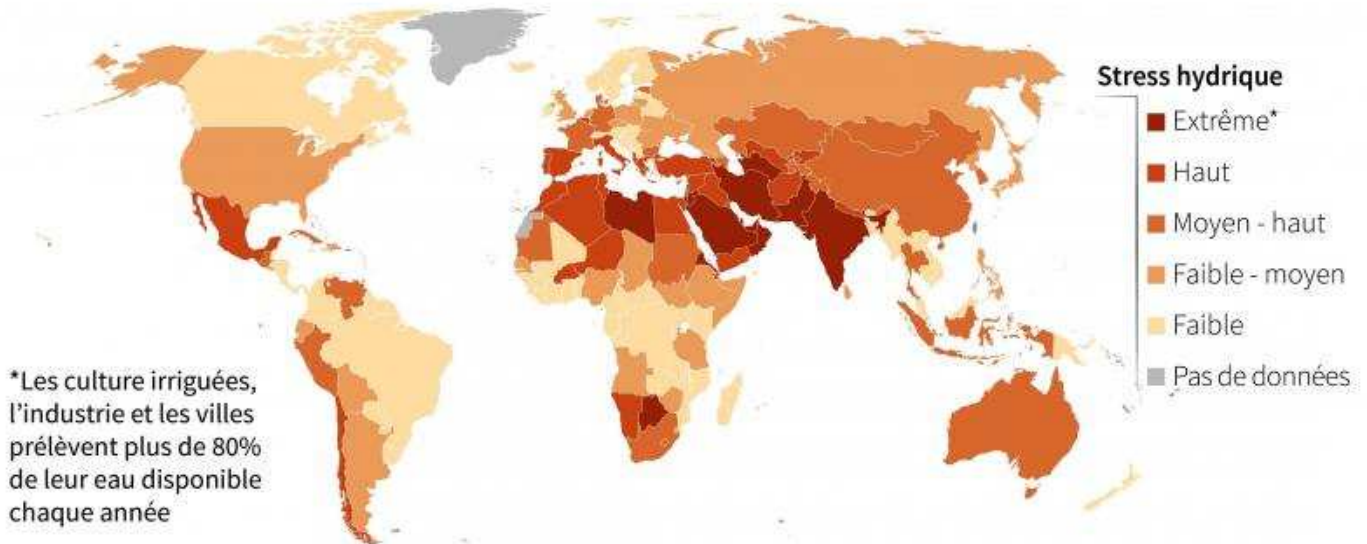 Stress hydrique
Extrême*
Haut
Moyen - haut
Faible - moyen
Faible
Pas de données
*Les culture irriguées,
l'industrie et les villes
prélèvent plus de 80%
de leur eau disponible
chaque année